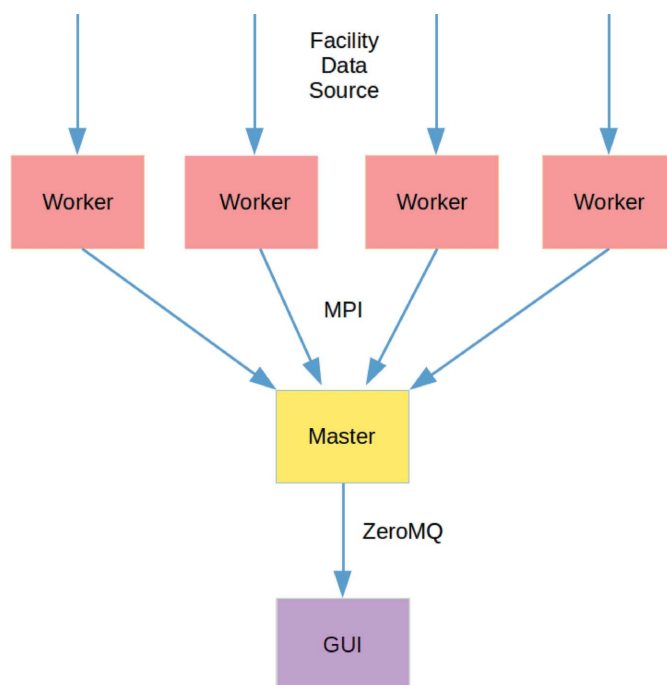 Facility
Data
Source
Worker
Worker
Worker
Worker
MPI
Master
ZeroMQ
GUI